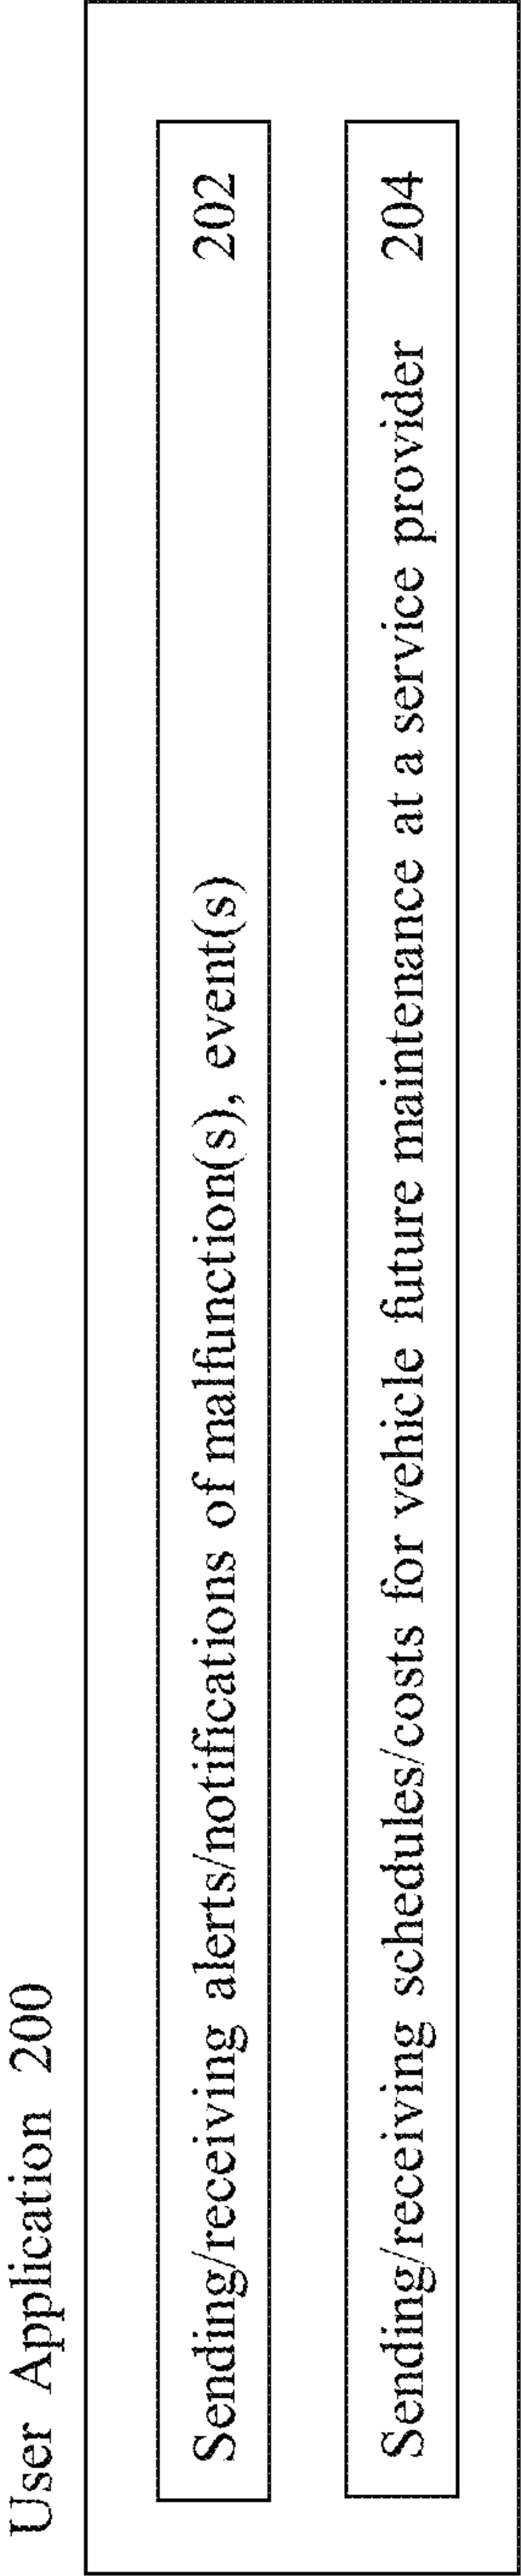 User Application 200
Sending/receiving alerts/notifications of malfunction(s), event(s) 202
Sending/receiving schedules/costs for vehicle future maintenance at a service provider 204